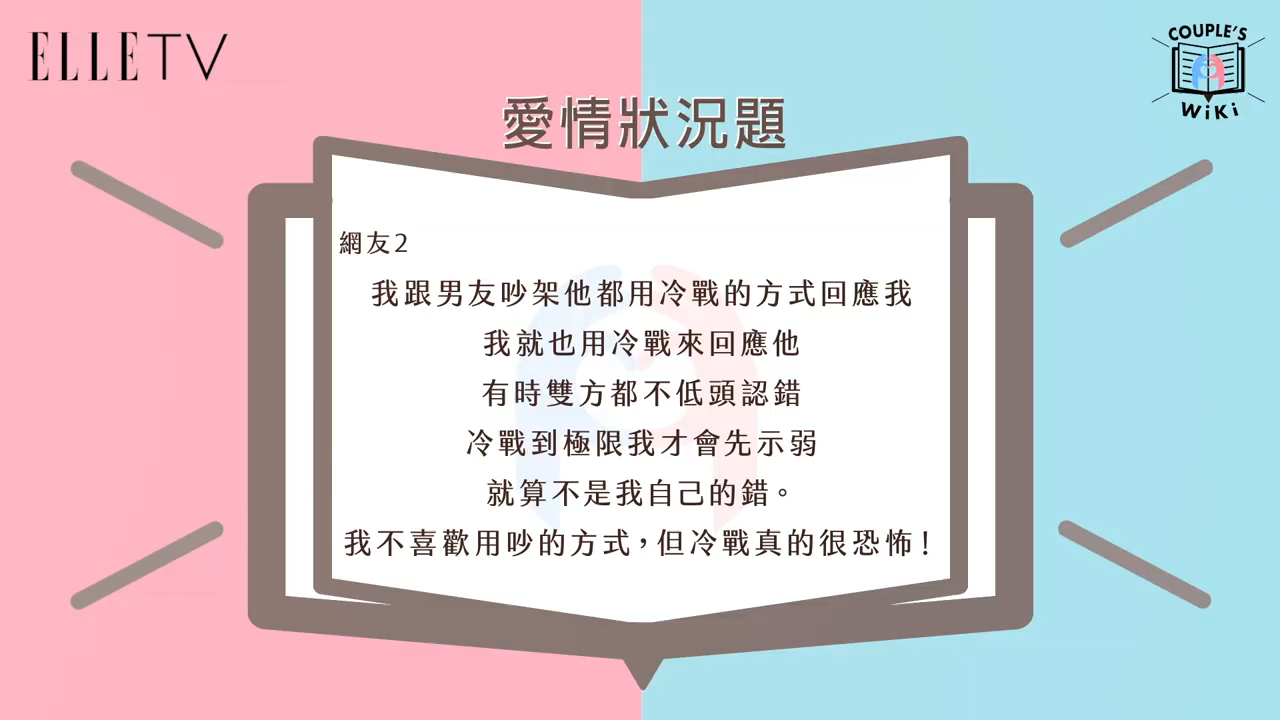 ELLE TV
COUPLE'S
WiKi
愛情狀況題
網友2
我跟男友吵架他都用冷戰的方式回應我
我就也用冷戰來回應他
有時雙方都不低頭認錯
冷戰到極限我才會先示弱
就算不是我自己的錯。
我不喜歡用吵的方式，但冷戰真的很恐怖！